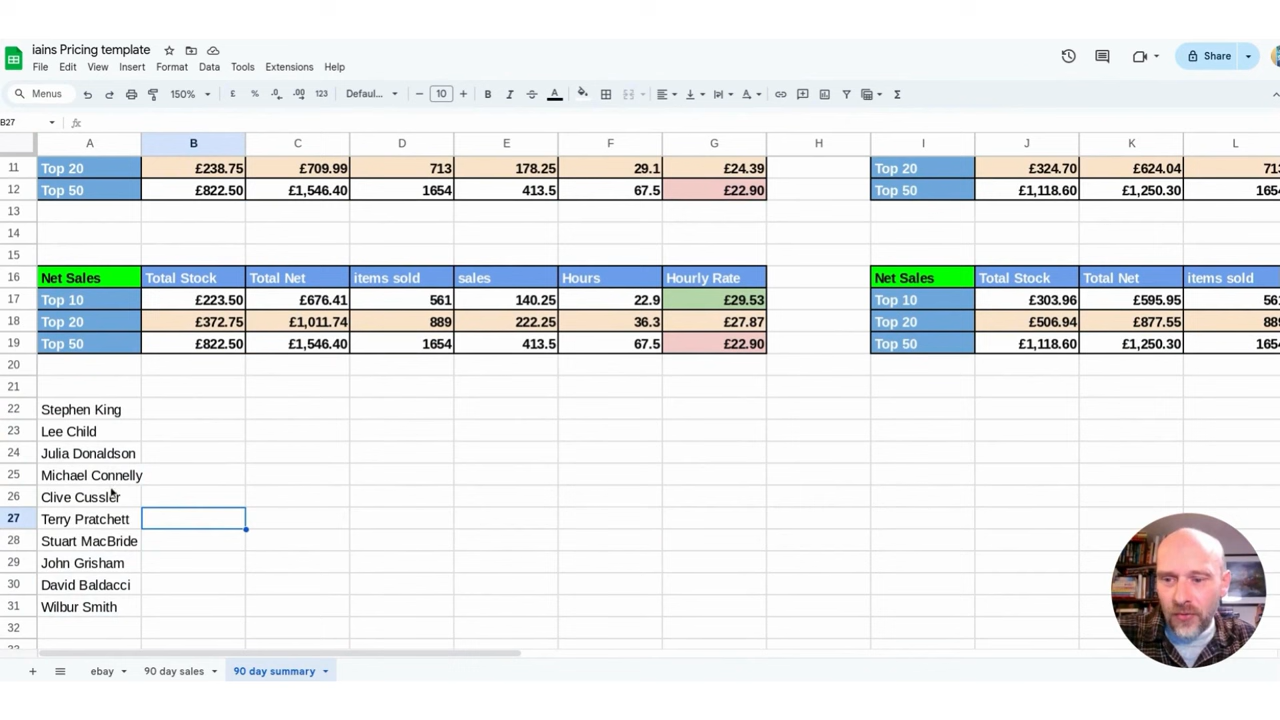 iains Pricing template
File Edit View Insert Format Data Tools Extensions Help
Share
Menus 150% £ % .0 .00 123 Defaul... 10 B I A
B27 fx
A B C D E F G H I J K L
11 Top 20 £238.75 £709.99 713 178.25 29.1 £24.39 Top 20 £324.70 £624.04 713
12 Top 50 £822.50 £1,546.40 1654 413.5 67.5 £22.90 Top 50 £1,118.60 £1,250.30 1654
13
14
15
16 Net Sales Total Stock Total Net items sold sales Hours Hourly Rate Net Sales Total Stock Total Net items sold
17 Top 10 £223.50 £676.41 561 140.25 22.9 £29.53 Top 10 £303.96 £595.95 561
18 Top 20 £372.75 £1,011.74 889 222.25 36.3 £27.87 Top 20 £506.94 £877.55 889
19 Top 50 £822.50 £1,546.40 1654 413.5 67.5 £22.90 Top 50 £1,118.60 £1,250.30 1654
20
21
22 Stephen King
23 Lee Child
24 Julia Donaldson
25 Michael Connelly
26 Clive Cussler
27 Terry Pratchett
28 Stuart MacBride
29 John Grisham
30 David Baldacci
31 Wilbur Smith
32
ebay 90 day sales 90 day summary